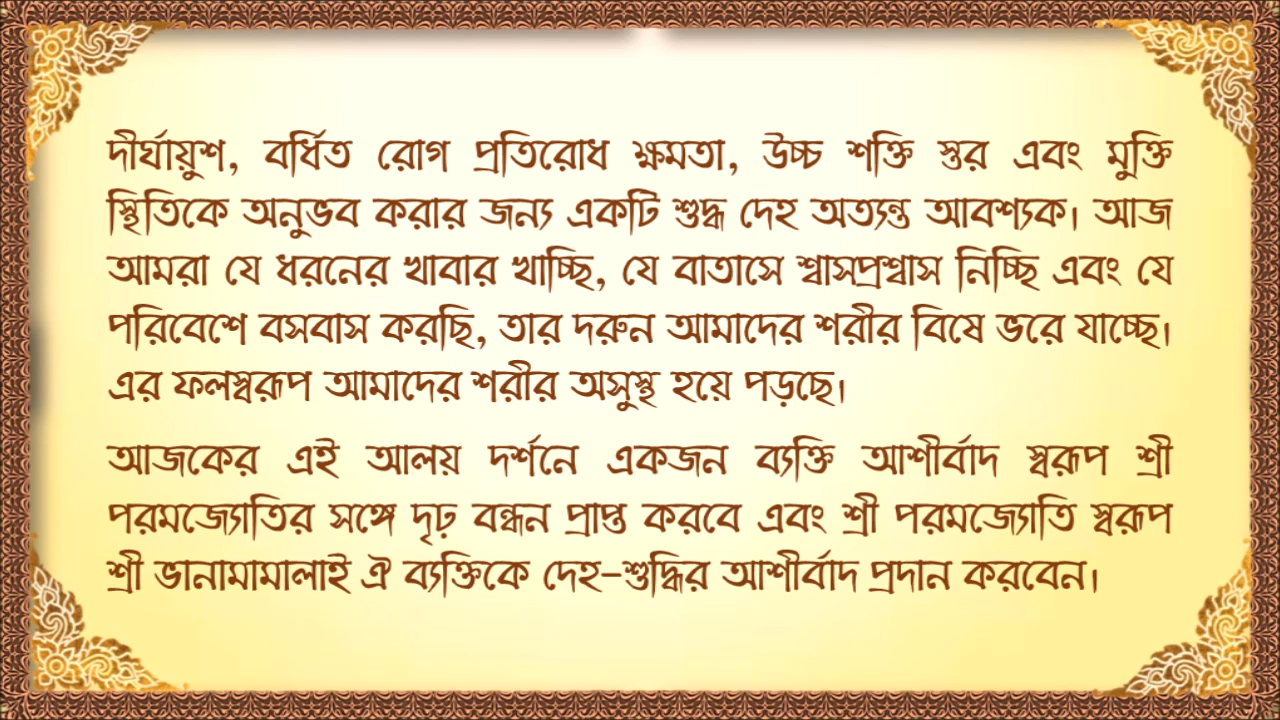 দীর্ঘায়ুশ, বর্ধিত রোগ প্রতিরোধ ক্ষমতা, উচ্চ শক্তি স্তর এবং মুক্তি
স্থিতিকে অনুভব করার জন্য একটি শুদ্ধ দেহ অত্যন্ত আবশ্যক। আজ
আমরা যে ধরনের খাবার খাচ্ছি, যে বাতাসে শ্বাসপ্রশ্বাস নিচ্ছি এবং যে
পরিবেশে বসবাস করছি, তার দরুন আমাদের শরীর বিষে ভরে যাচ্ছে।
এর ফলস্বরূপ আমাদের শরীর অসুস্থ হয়ে পড়ছে।
আজকের এই আলয় দর্শনে একজন ব্যক্তি আশীর্বাদ স্বরূপ শ্রী
পরমজ্যোতির সঙ্গে দৃঢ় বন্ধন প্রাপ্ত করবে এবং শ্রী পরমজ্যোতি স্বরূপ
শ্রী ভানামামালাই ঐ ব্যক্তিকে দেহ-শুদ্ধির আশীর্বাদ প্রদান করবেন।